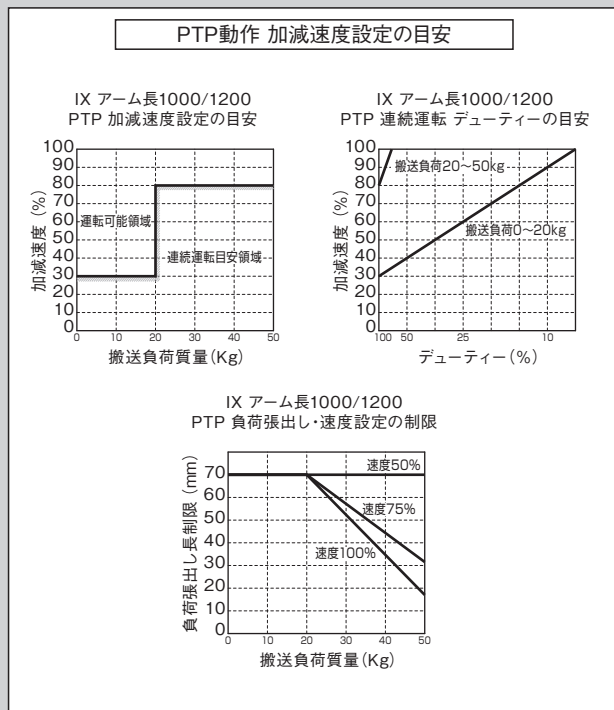 PTP動作 加減速度設定の目安
IX アーム長1000/1200
PTP 加減速度設定の目安
加減速度 (%)
100
90
80
70
60
50
40
30
20
10
0
運転可能領域
連続運転目安領域
0 10 20 30 40 50
搬送負荷質量(Kg)
IX アーム長1000/1200
PTP 連続運転 デューティーの目安
加減速度 (%)
100
90
80
70
60
50
40
30
20
10
0
搬送負荷20～50kg
搬送負荷0～20kg
100 50 25 10
デューティー(%)
IX アーム長1000/1200
PTP 負荷張出し・速度設定の制限
負荷張出し長制限 (mm)
70
60
50
40
30
20
10
0
速度50%
速度75%
速度100%
0 10 20 30 40 50
搬送負荷質量(Kg)